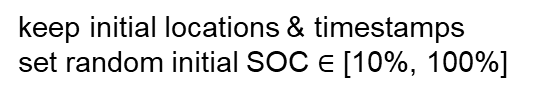 keep initial locations & timestamps
set random initial SOC ∈ [10%, 100%]